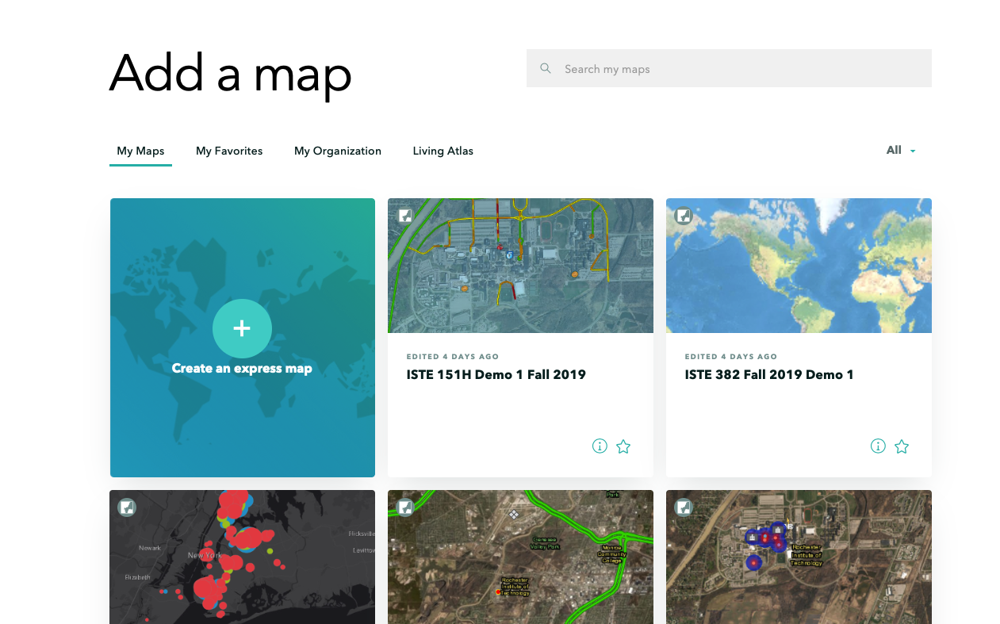 Add a map
Search my maps
My Maps
My Favorites
My Organization
Living Atlas
All
Create an express map
EDITED 4 DAYS AGO
ISTE 151H Demo 1 Fall 2019
EDITED 4 DAYS AGO
ISTE 382 Fall 2019 Demo 1
Newark
New York
Elizabeth
Hicksville
Levittow
Park
Genesee
Valley Park
Monroe
Community
College
Rochester
Institute of
Technology
Rochester
Institute of
Technology